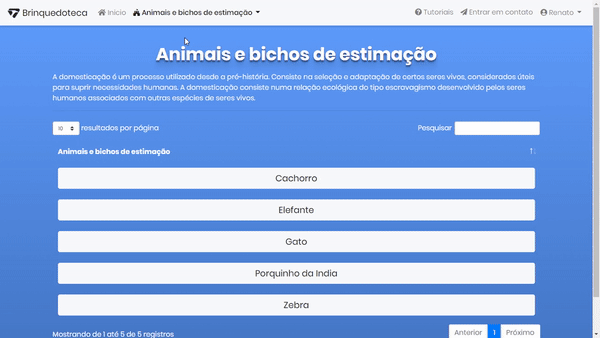 Brinquedoteca Início Animais e bichos de estimação Tutoriais Entrar em contato Renato
Animais e bichos de estimação
A domesticação é um processo utilizado desde a pré-história. Consiste na seleção e adaptação de certos seres vivos, considerados úteis
para suprir necessidades humanas. A domesticação consiste numa relação ecológica do tipo escravagismo desenvolvido pelos seres
humanos associados com outras espécies de seres vivos.
10 resultados por página Pesquisar
Animais e bichos de estimação
Cachorro
Elefante
Gato
Porquinho da India
Zebra
Mostrando de 1 até 5 de 5 registros Anterior 1 Próximo